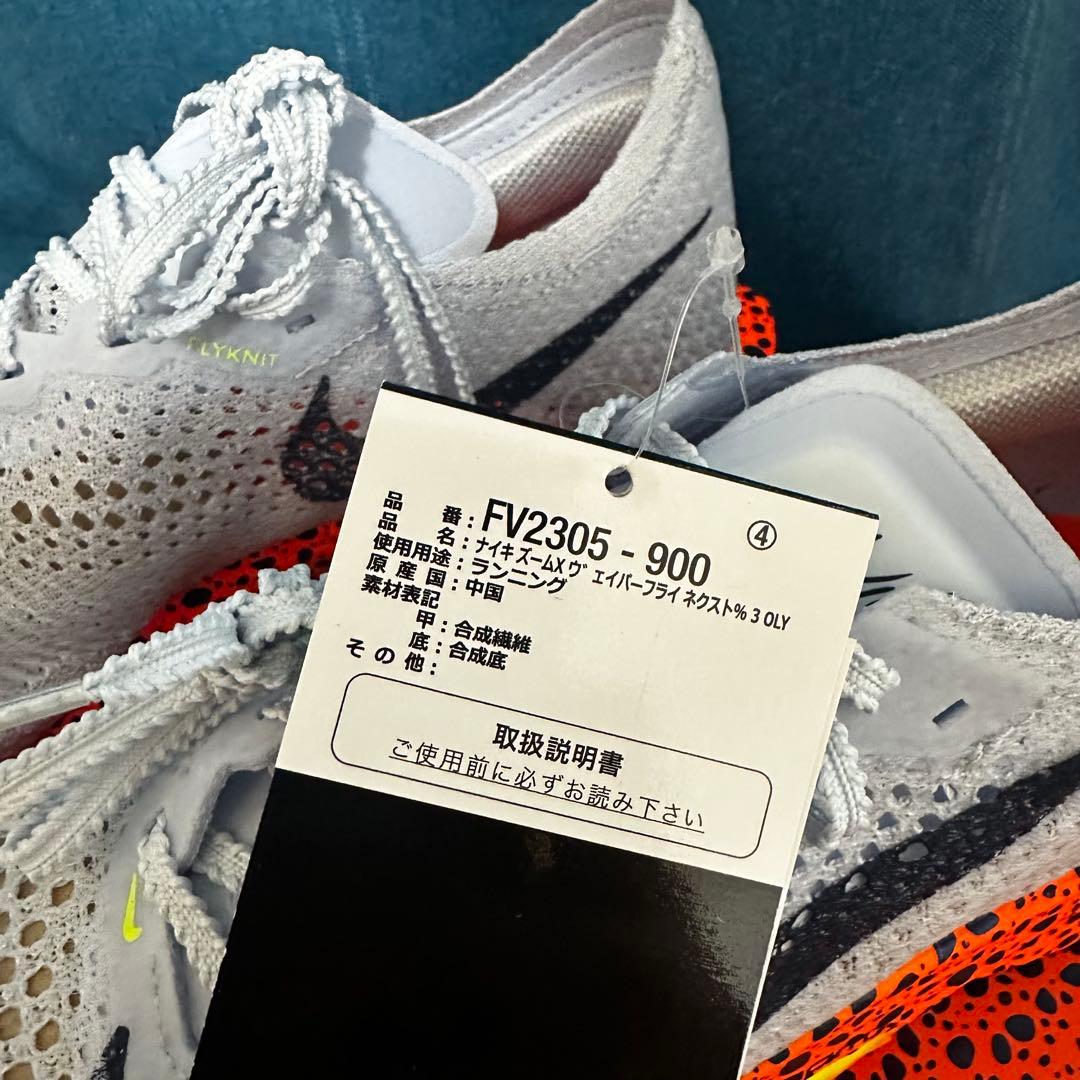 FLYKNIT
④
品番：FV2305 - 900
品名：ナイキ ズームX ヴェイパーフライ ネクスト% 3 OLY
使用用途：ランニング
原産国：中国
素材表記
甲：合成繊維
底：合成底
その他：
取扱説明書
ご使用前に必ずお読み下さい